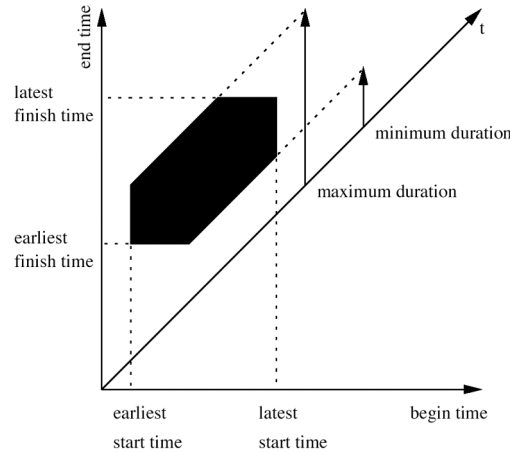 end time
t
latest
finish time
minimum duration
maximum duration
earliest
finish time
earliest
start time
latest
start time
begin time